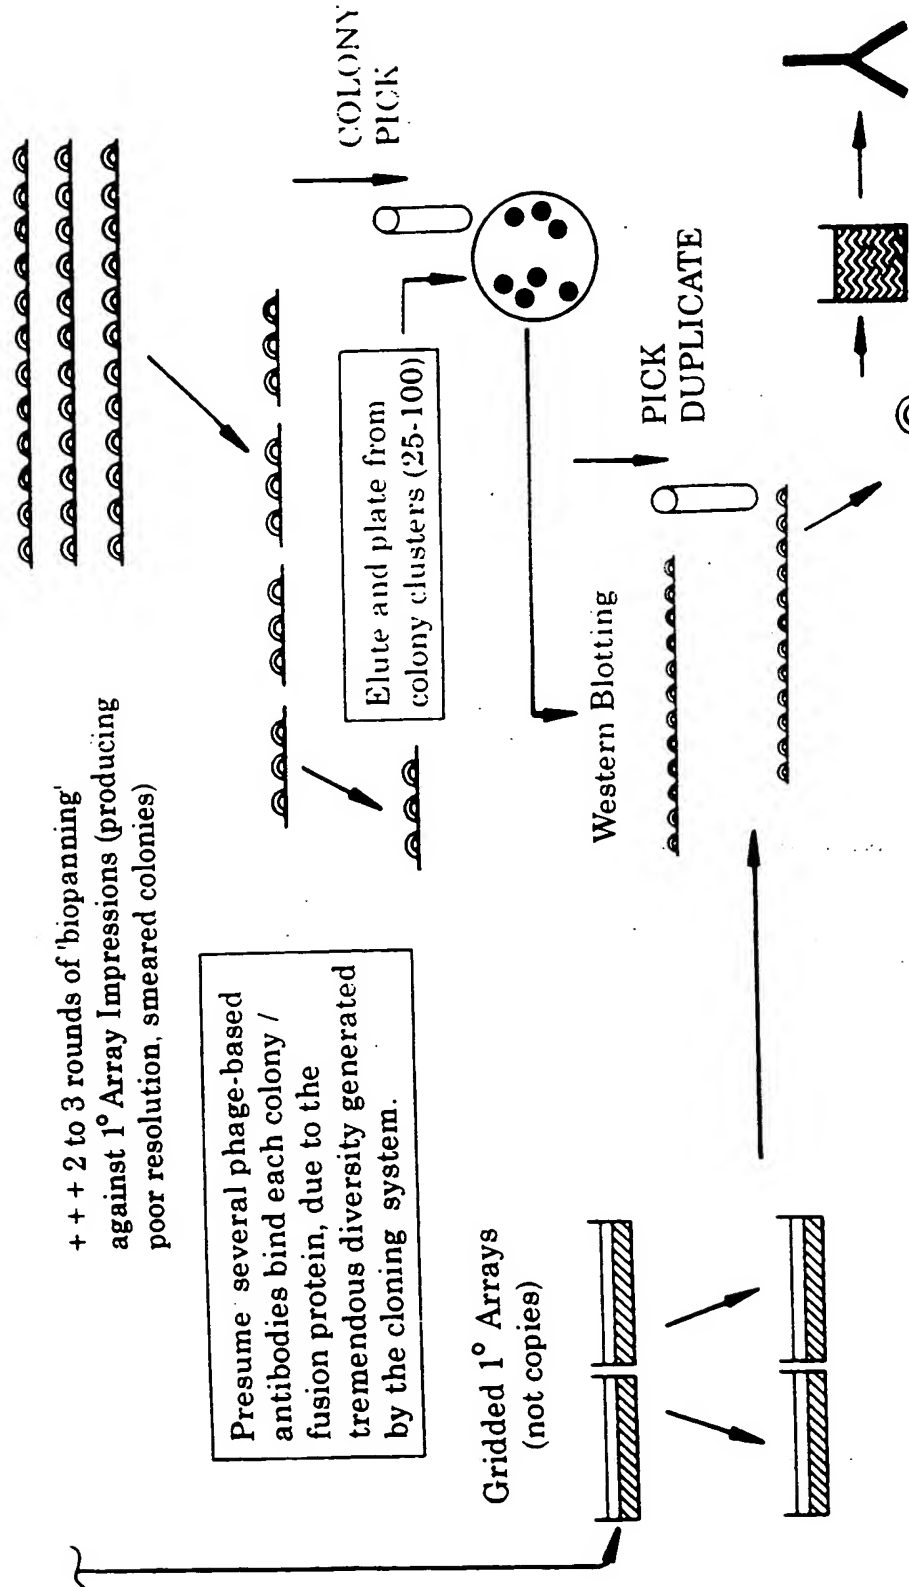 + + + 2 to 3 rounds of 'biopanning'
against 1° Array Impressions (producing
poor resolution, smeared colonies)
Presume several phage-based
antibodies bind each colony /
fusion protein, due to the
tremendous diversity generated
by the cloning system.
Elute and plate from
colony clusters (25-100)
COLONY
PICK
Gridded 1° Arrays
(not copies)
Western Blotting
PICK
DUPLICATE